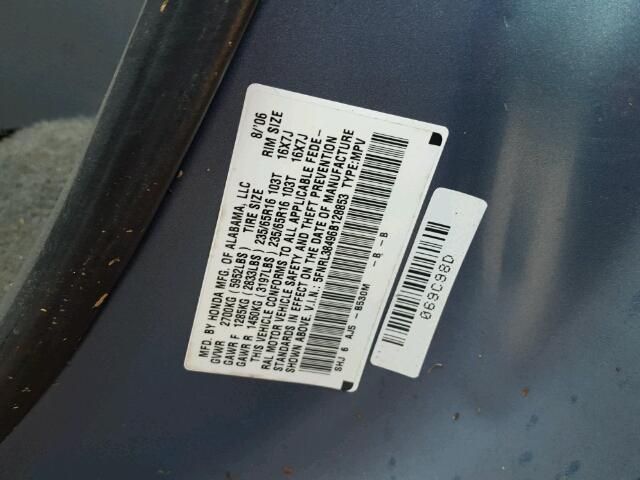 MFD. BY HONDA MFG. OF ALABAMA, LLC 8/'06
GVWR 2700KG (5952LBS) TIRE SIZE RIM SIZE
GAWR F 1285KG (2833LBS) 235/65R16 103T 16X7J
GAWR R 1450KG (3197LBS) 235/65R16 103T 16X7J
THIS VEHICLE CONFORMS TO ALL APPLICABLE FEDE-
RAL MOTOR VEHICLE SAFETY AND THEFT PREVENTION
STANDARDS IN EFFECT ON THE DATE OF MANUFACTURE
SHOWN ABOVE. V.I.N.: 5FNRL38496B128853 TYPE:MPV
SHJ 6 AJ5 - B530M - B - B
069C98D